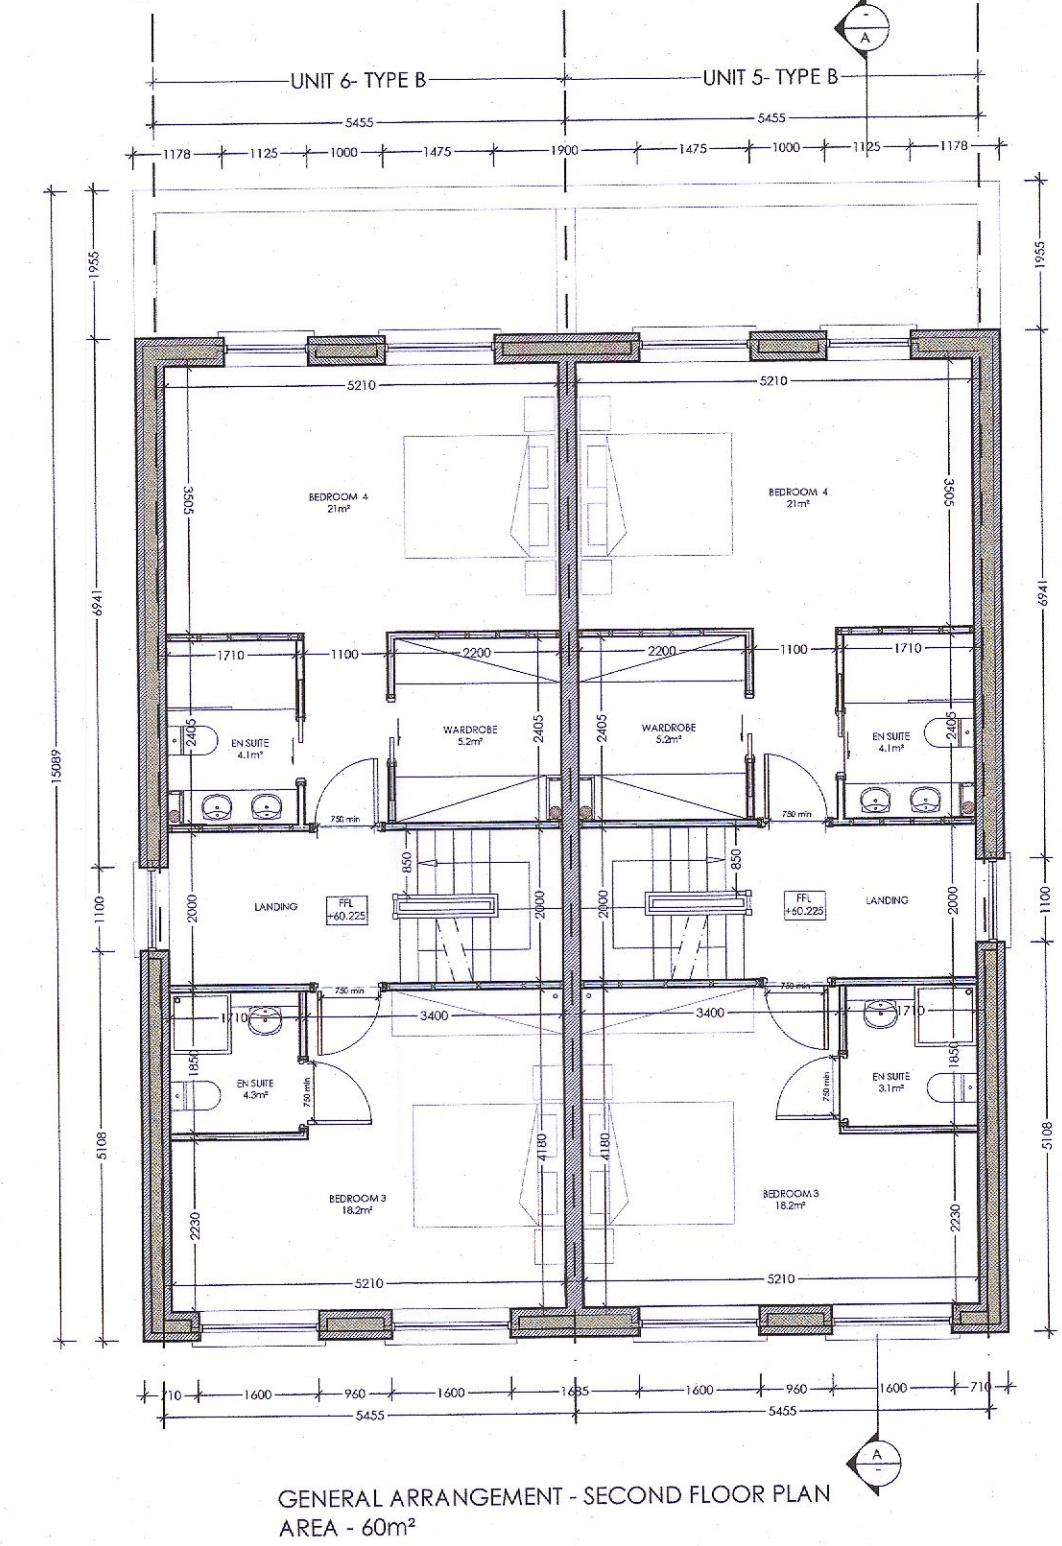 -
A
UNIT 6- TYPE B
UNIT 5- TYPE B
5455
5455
1178
1125
1000
1475
1900
1475
1000
1125
1178
1955
1955
5210
5210
3505
BEDROOM 4
21m²
BEDROOM 4
21m²
3505
6941
6941
1710
1100
2200
2200
1100
1710
15089
2405
EN SUITE
4.1m²
WARDROBE
5.2m²
2405
2405
WARDROBE
5.2m²
EN SUITE
4.1m²
2405
750 min
750 min
850
850
1100
2000
LANDING
FFL
+60.225
2000
2000
FFL
+60.225
LANDING
2000
1100
750 min
750 min
1710
3400
3400
1710
1850
EN SUITE
4.3m²
750 min
750 min
EN SUITE
3.1m²
1850
5108
4180
4180
5108
BEDROOM 3
18.2m²
BEDROOM 3
18.2m²
2230
2230
5210
5210
710
1600
960
1600
1685
1600
960
1600
710
5455
5455
A
-
GENERAL ARRANGEMENT - SECOND FLOOR PLAN
AREA - 60m²